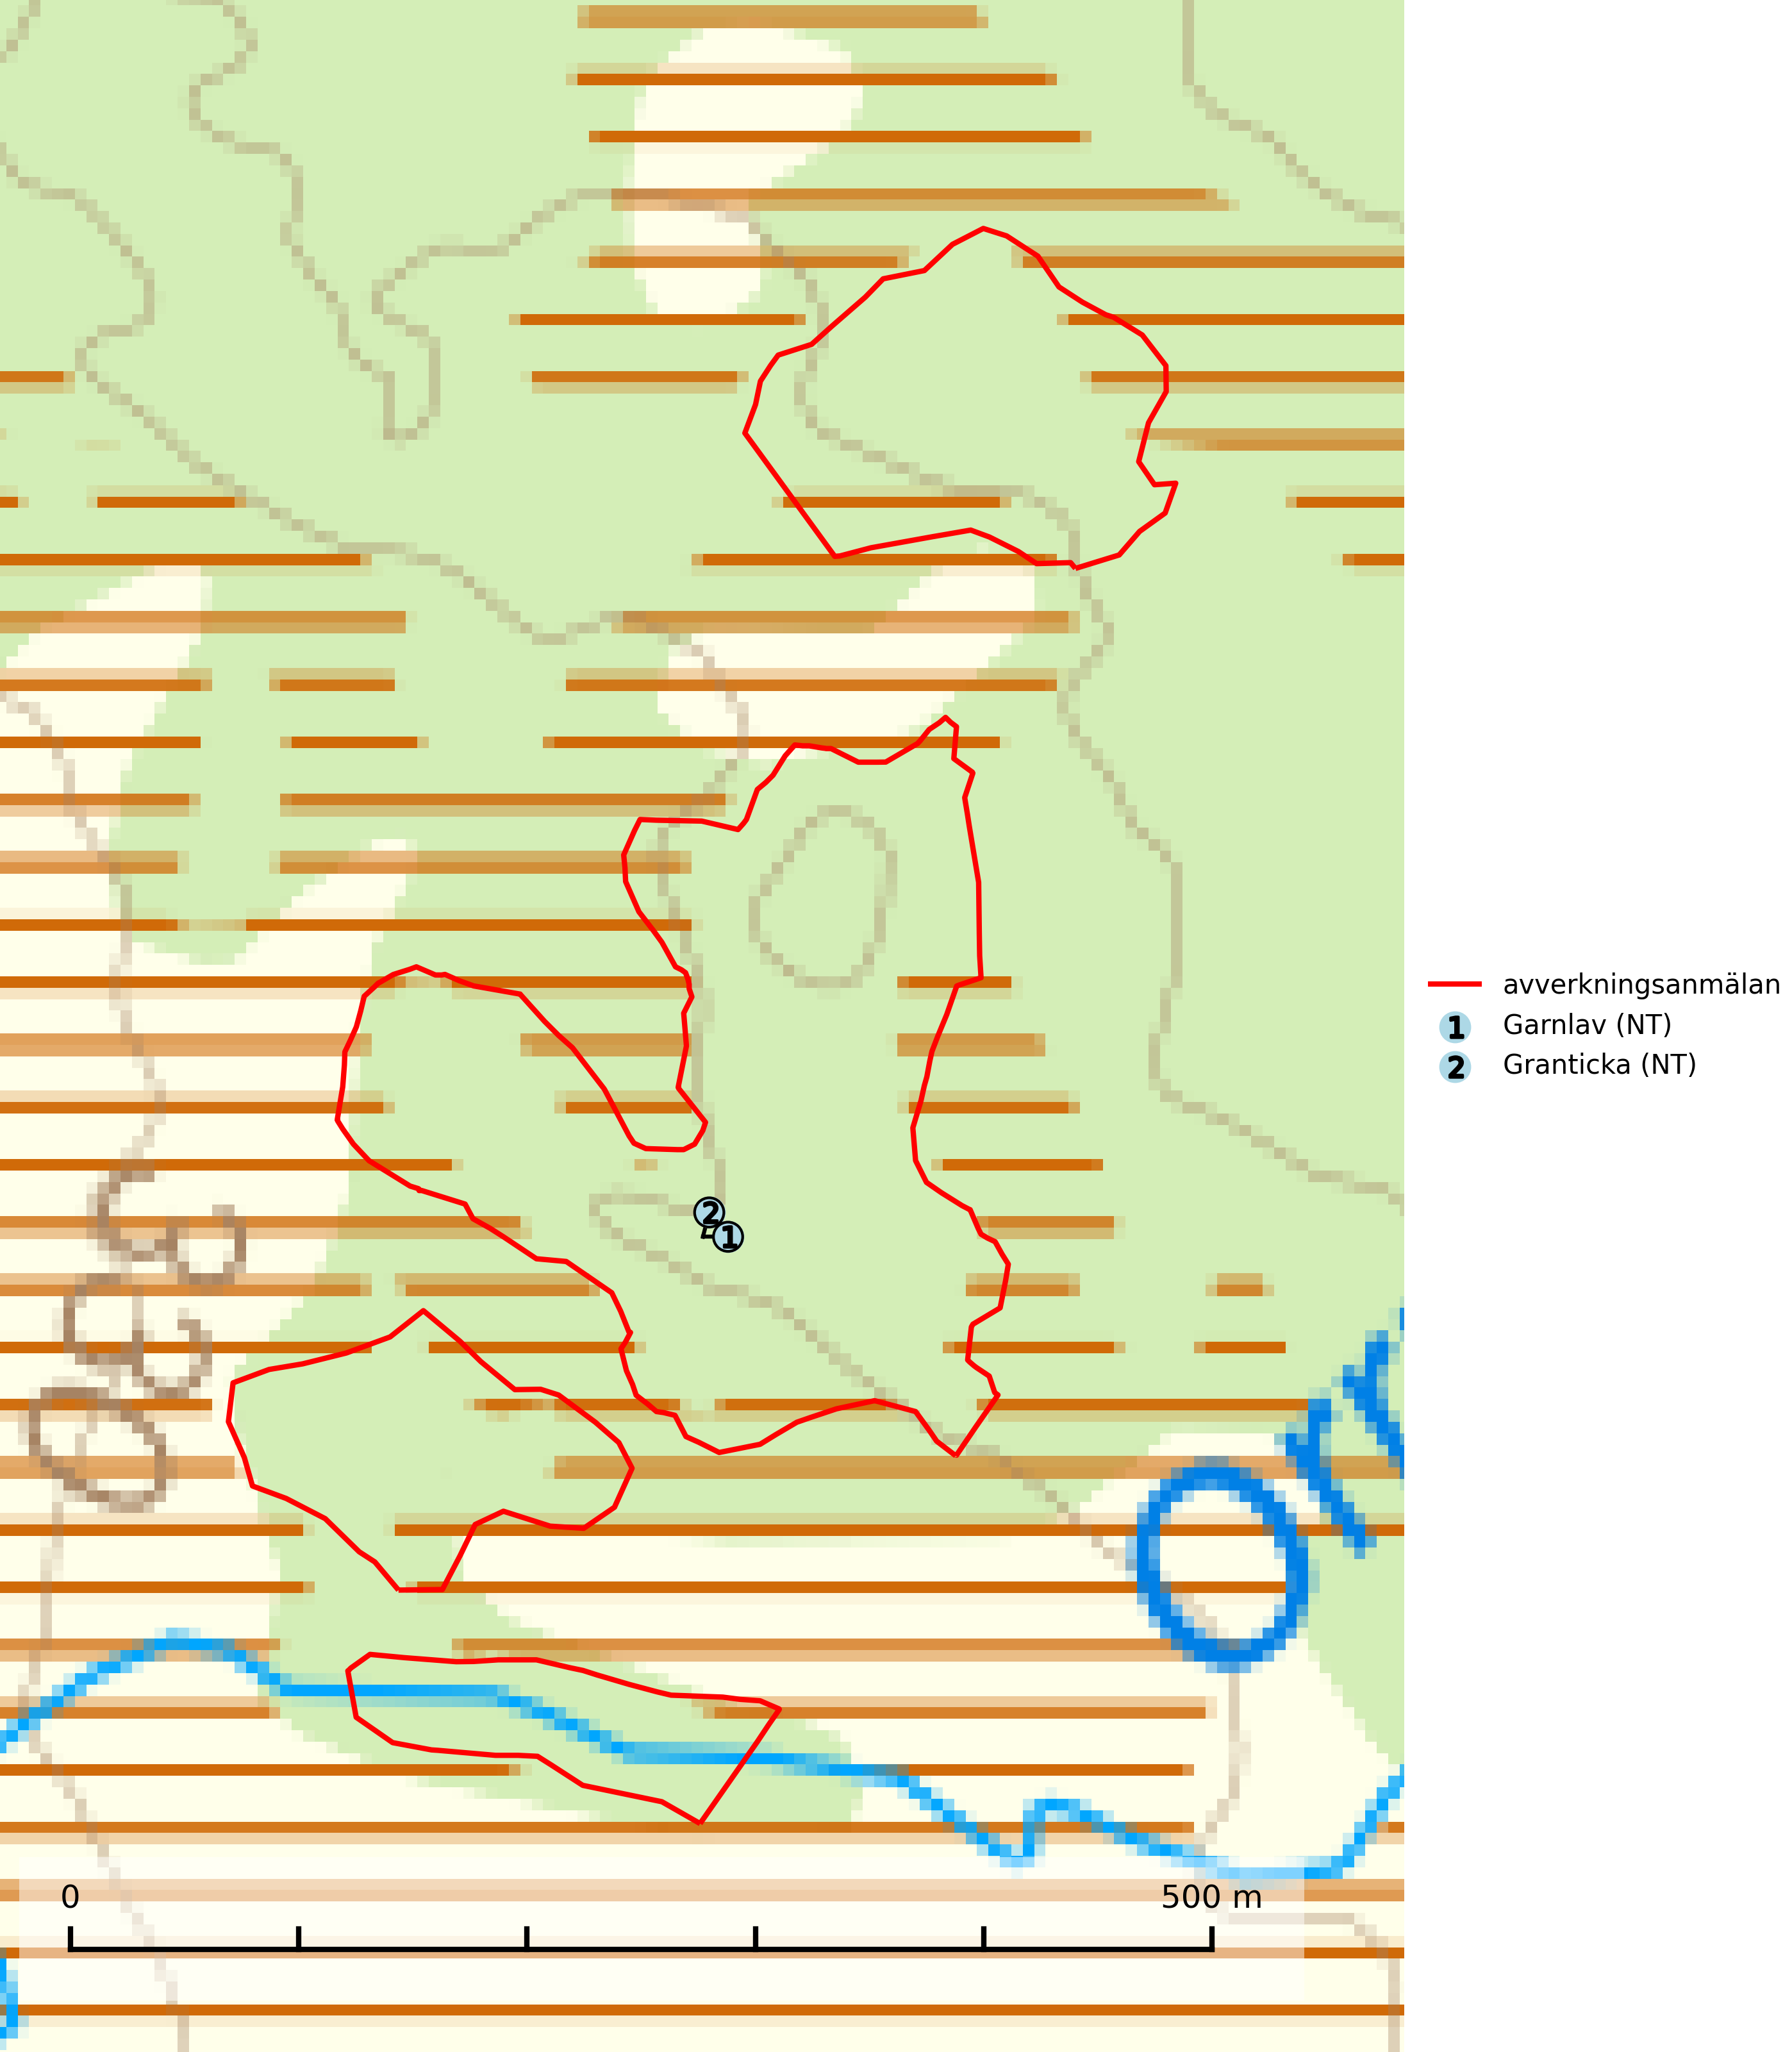 avverkningsanmälan
1 Garnlav (NT)
2 Granticka (NT)
2
1
0 500 m